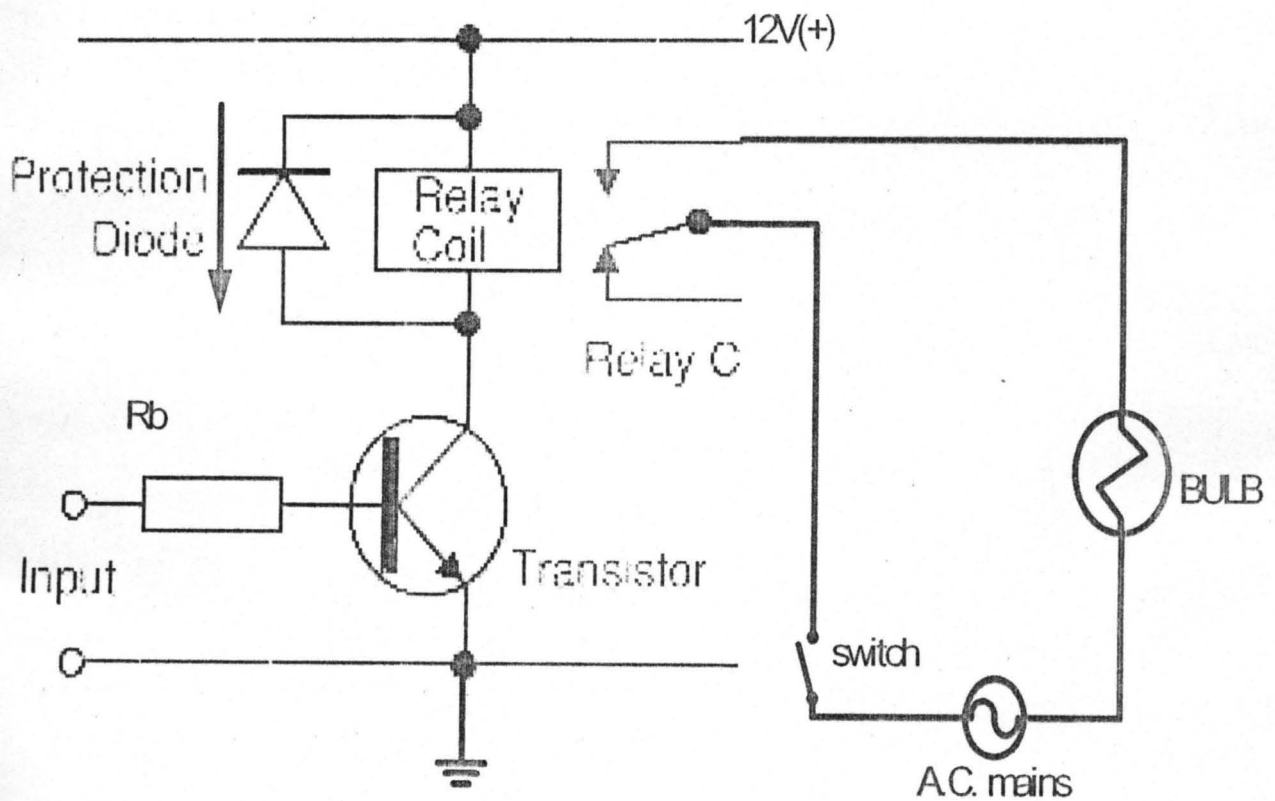 12V(+)
Protection
Diode
Relay
Coil
Relay C
Rb
BULB
Input
Transistor
switch
A.C. mains